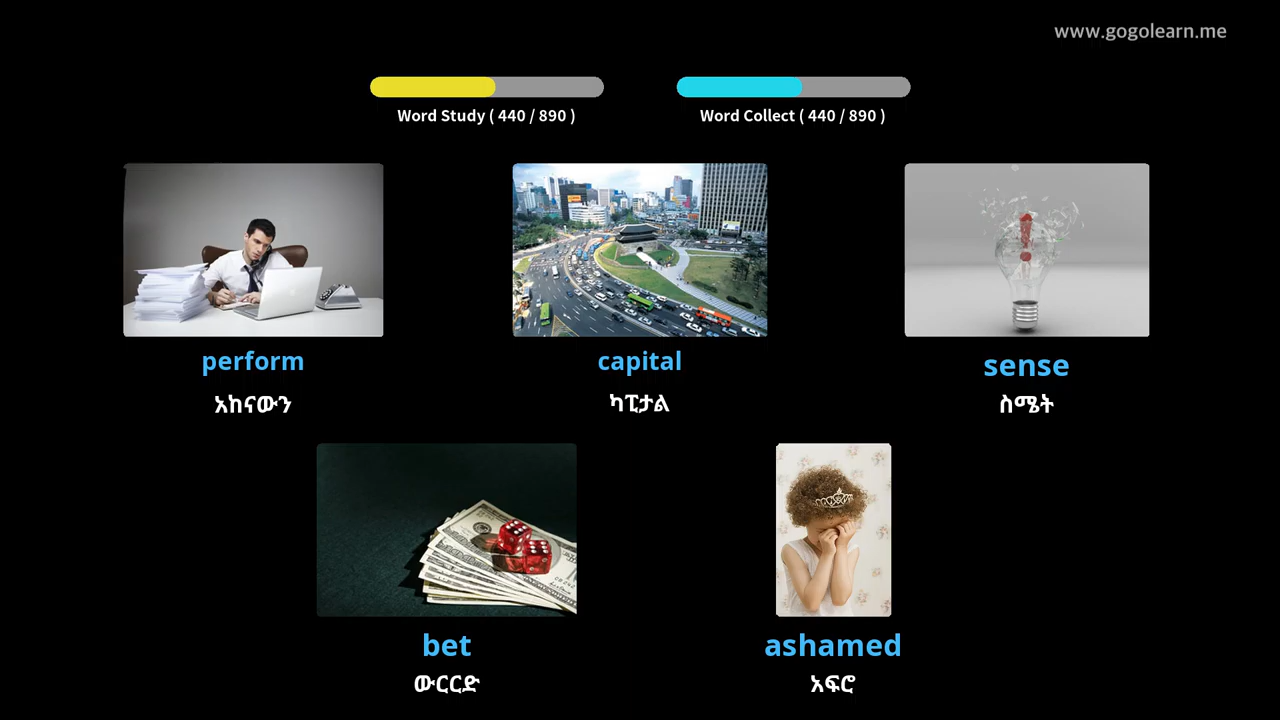 www.gogolearn.me
Word Study ( 440 / 890 )
Word Collect ( 440 / 890 )
perform
አከናውን
capital
ካፒታል
sense
ስሜት
bet
ውርርድ
ashamed
አፍሮ